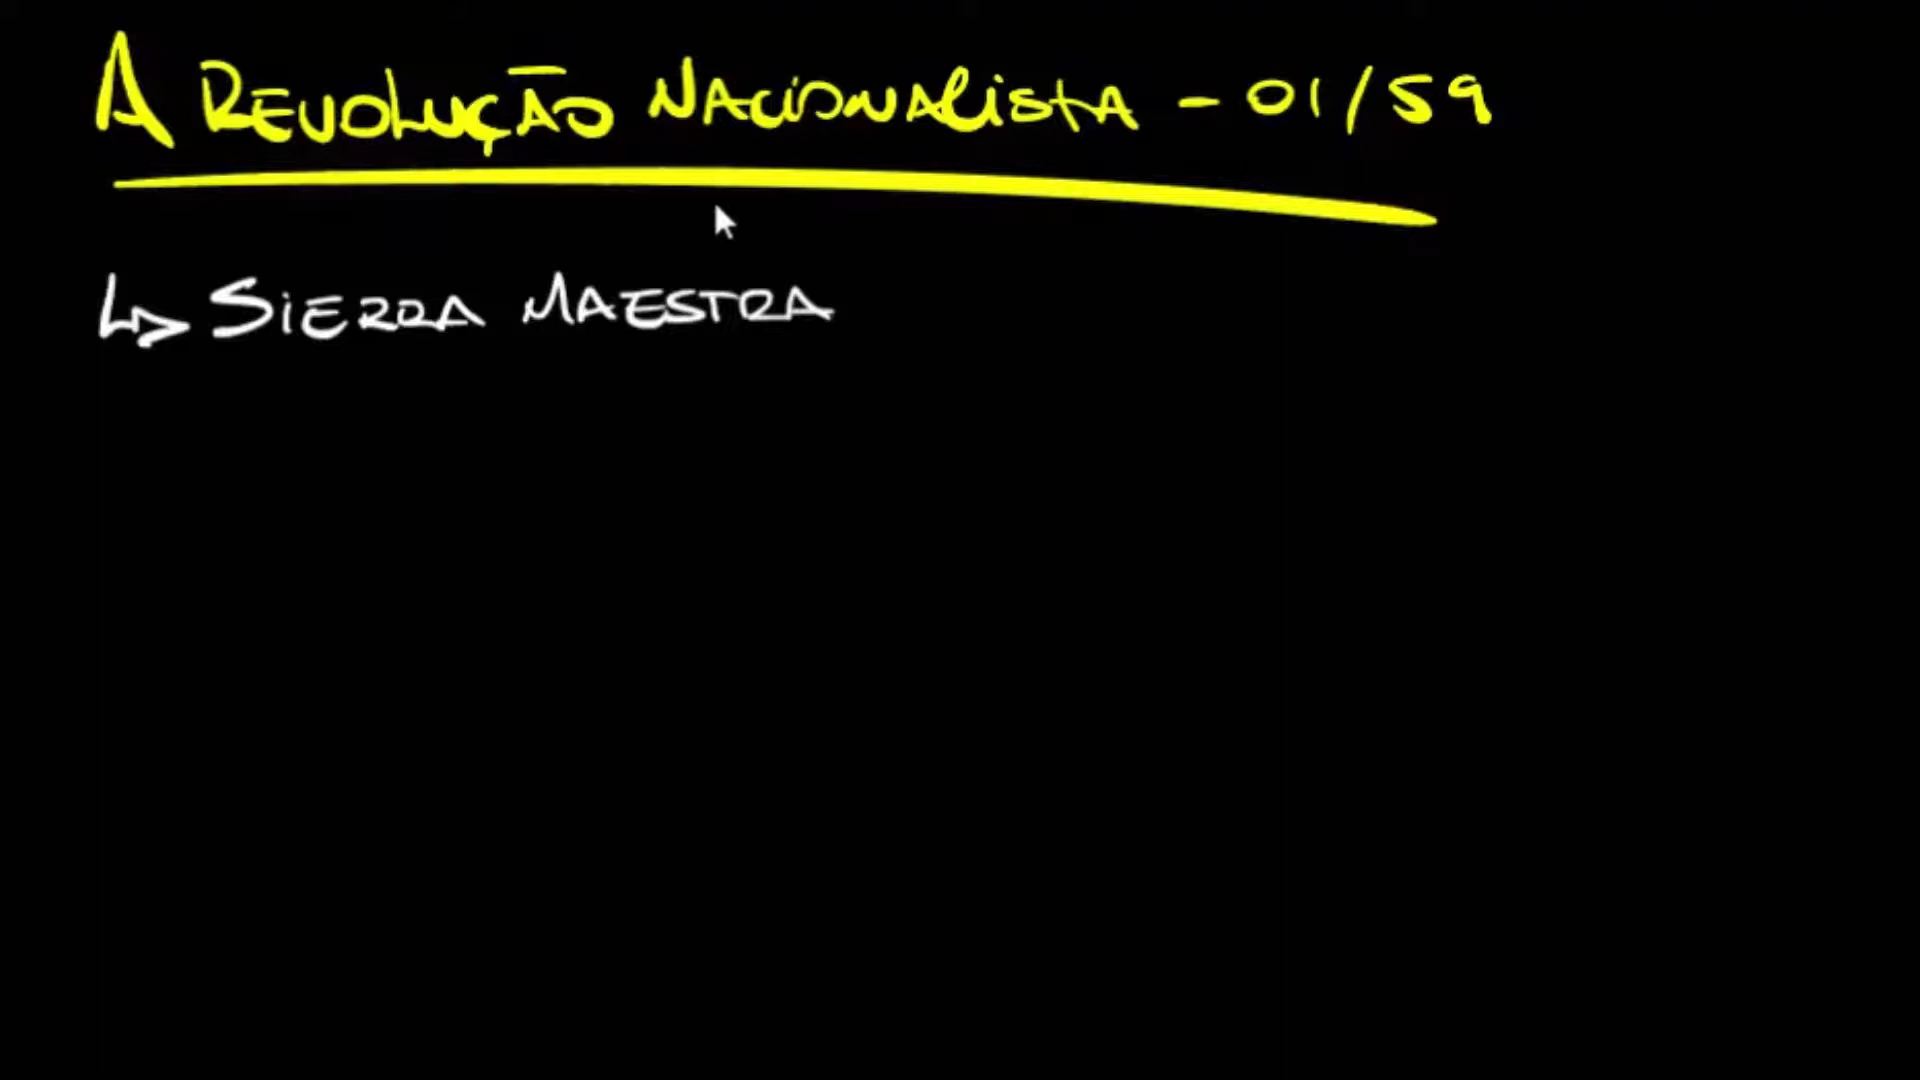 A REVOLUÇÃO NACIONALISTA - 01/59
↳ SIERRA MAESTRA